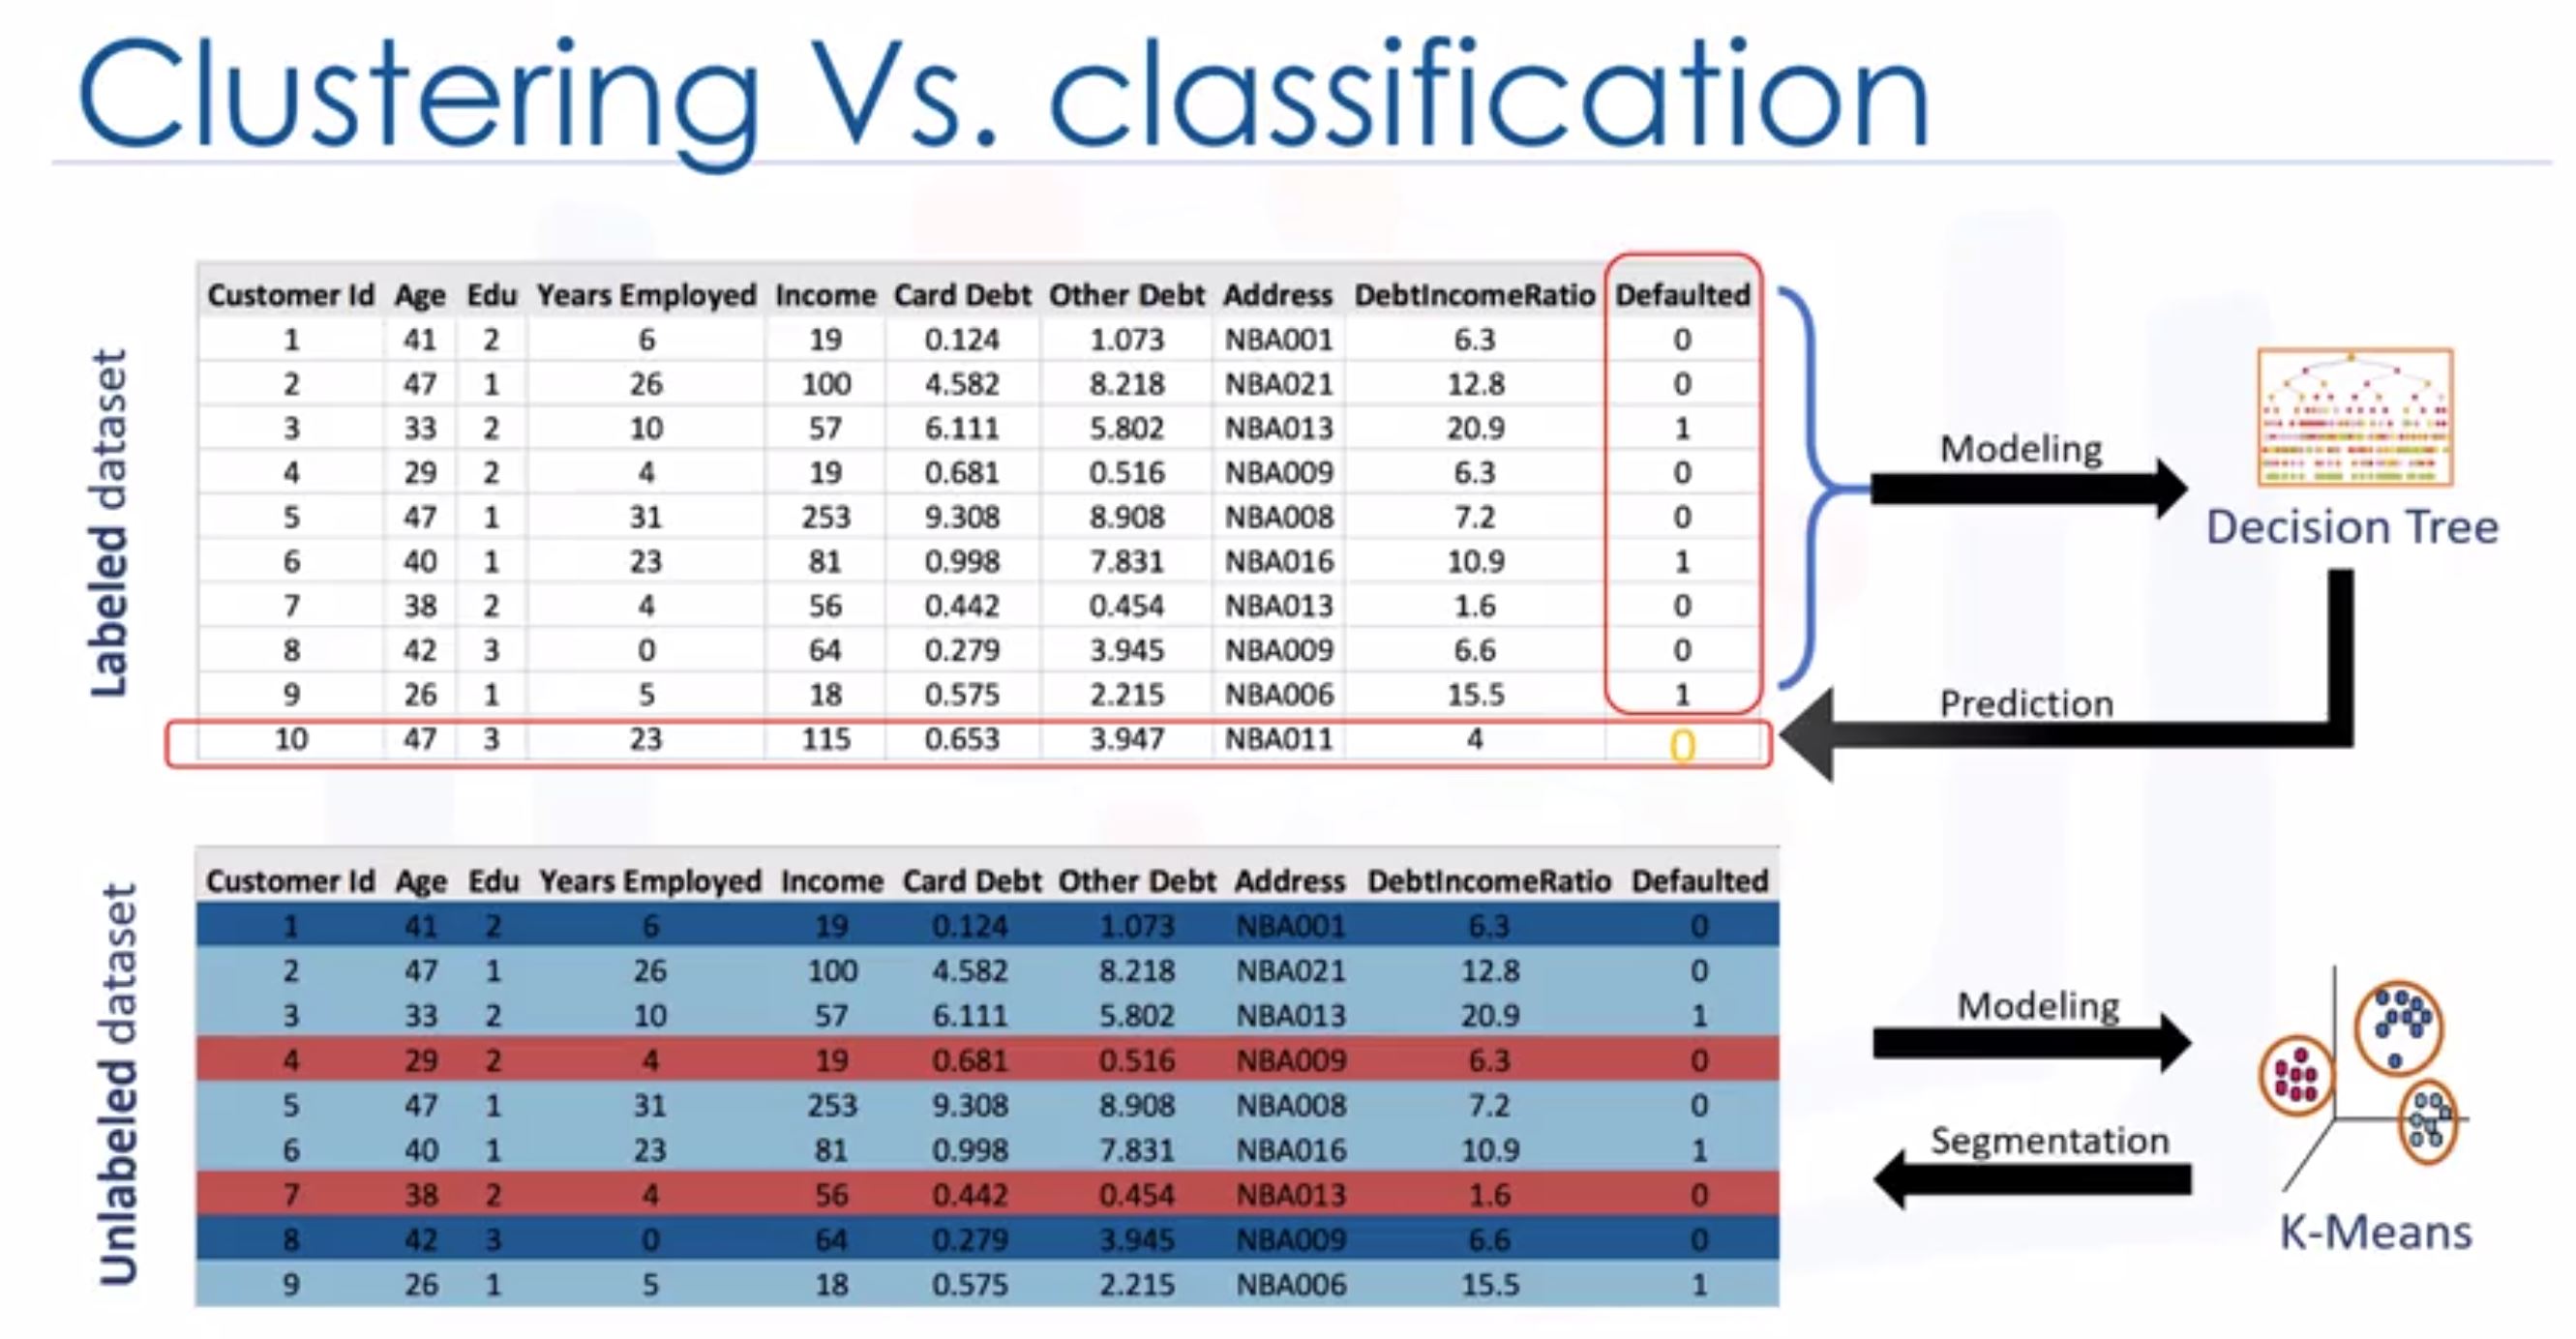 Clustering Vs. classification
Labeled dataset
Customer Id Age Edu Years Employed Income Card Debt Other Debt Address DebtIncomeRatio Defaulted
1 41 2 6 19 0.124 1.073 NBA001 6.3 0
2 47 1 26 100 4.582 8.218 NBA021 12.8 0
3 33 2 10 57 6.111 5.802 NBA013 20.9 1
4 29 2 4 19 0.681 0.516 NBA009 6.3 0
5 47 1 31 253 9.308 8.908 NBA008 7.2 0
6 40 1 23 81 0.998 7.831 NBA016 10.9 1
7 38 2 4 56 0.442 0.454 NBA013 1.6 0
8 42 3 0 64 0.279 3.945 NBA009 6.6 0
9 26 1 5 18 0.575 2.215 NBA006 15.5 1
10 47 3 23 115 0.653 3.947 NBA011 4 0
Modeling
Decision Tree
Prediction
Unlabeled dataset
Customer Id Age Edu Years Employed Income Card Debt Other Debt Address DebtIncomeRatio Defaulted
1 41 2 6 19 0.124 1.073 NBA001 6.3 0
2 47 1 26 100 4.582 8.218 NBA021 12.8 0
3 33 2 10 57 6.111 5.802 NBA013 20.9 1
4 29 2 4 19 0.681 0.516 NBA009 6.3 0
5 47 1 31 253 9.308 8.908 NBA008 7.2 0
6 40 1 23 81 0.998 7.831 NBA016 10.9 1
7 38 2 4 56 0.442 0.454 NBA013 1.6 0
8 42 3 0 64 0.279 3.945 NBA009 6.6 0
9 26 1 5 18 0.575 2.215 NBA006 15.5 1
Modeling
Segmentation
K-Means